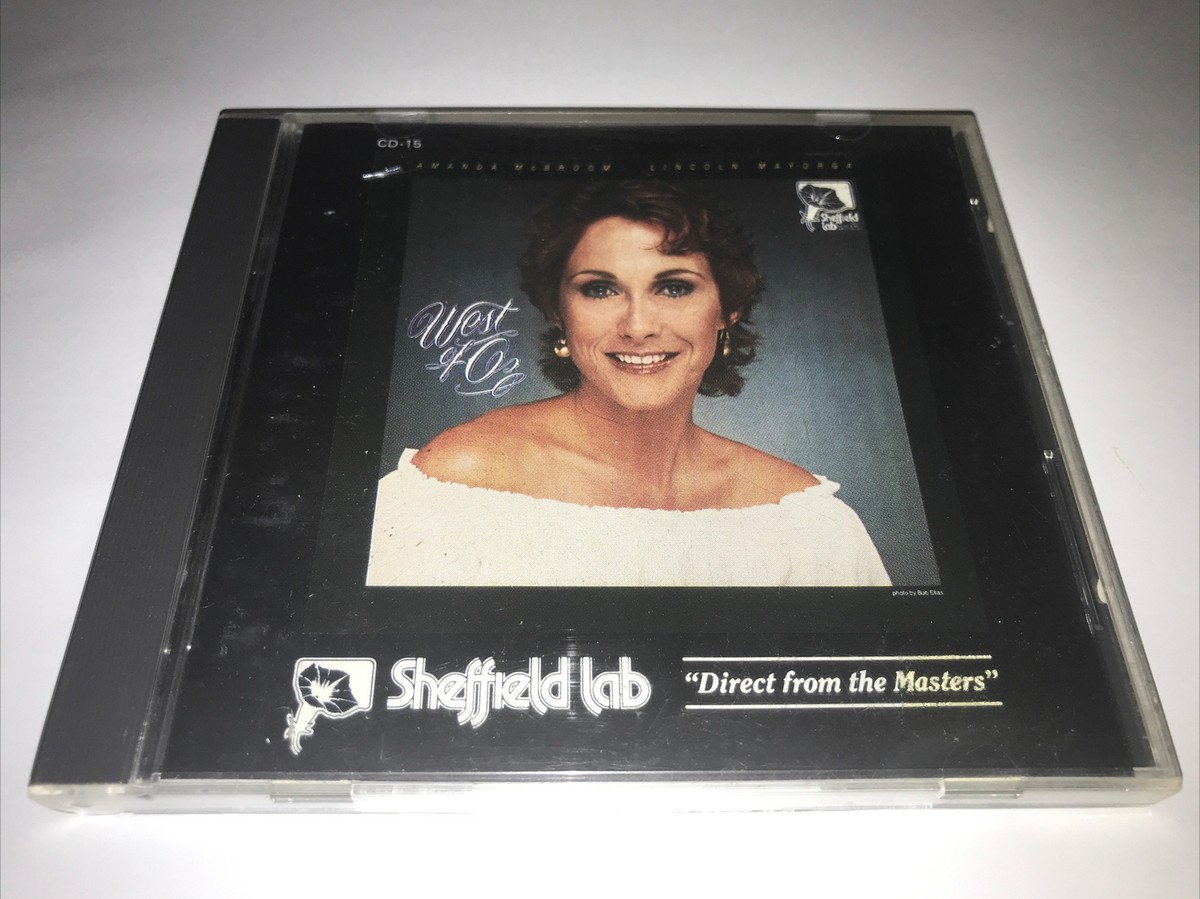 CD-15
AMANDA McBROOM LINCOLN MAYORGA
Sheffield
lab
West
of Oz
photo by Bob Elias
Sheffield lab
“Direct from the Masters”